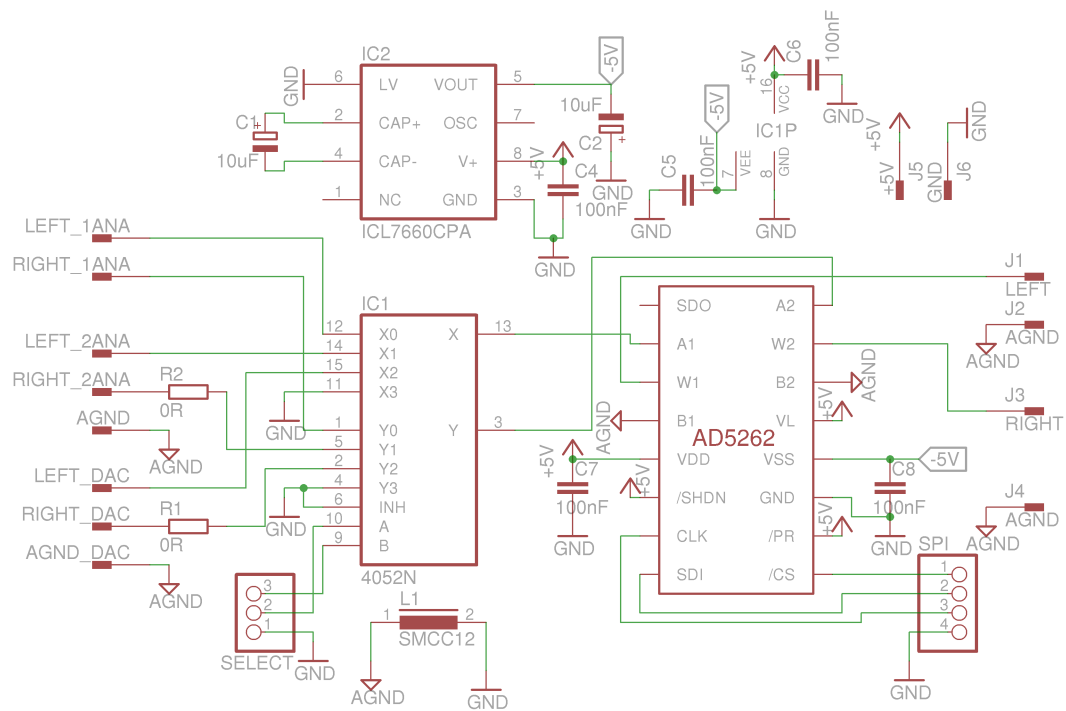 IC2
GND 6 LV VOUT 5 -5V
C1 + 10uF 2 CAP+ OSC 7
4 CAP- V+ 8 +5V
1 NC GND 3
ICL7660CPA
10uF C2 +
GND
C4 100nF
GND
-5V
C5 100nF
GND
7 VEE
+5V
16 VCC
IC1P
8 GND
GND
C6 100nF
GND
+5V
+5V J5
GND
GND J6
LEFT_1ANA
RIGHT_1ANA
LEFT_2ANA
RIGHT_2ANA R2 0R
AGND
AGND
LEFT_DAC
RIGHT_DAC R1 0R
AGND_DAC
AGND
IC1
12 X0 X 13
14 X1
15 X2
11 X3
GND
1 Y0 Y 3
5 Y1
2 Y2
4 Y3
GND
6 INH
10 A
9 B
4052N
3
2
1
SELECT
GND
L1
1 2
SMCC12
AGND
GND
SDO A2
A1 W2
W1 B2 AGND
AGND B1 VL +5V
AD5262
+5V VDD VSS -5V
C7 100nF
GND
+5V /SHDN GND
C8 100nF
GND
CLK /PR +5V
SDI /CS
J1
LEFT
J2
AGND
AGND
J3
RIGHT
J4
AGND
AGND
SPI
1
2
3
4
GND